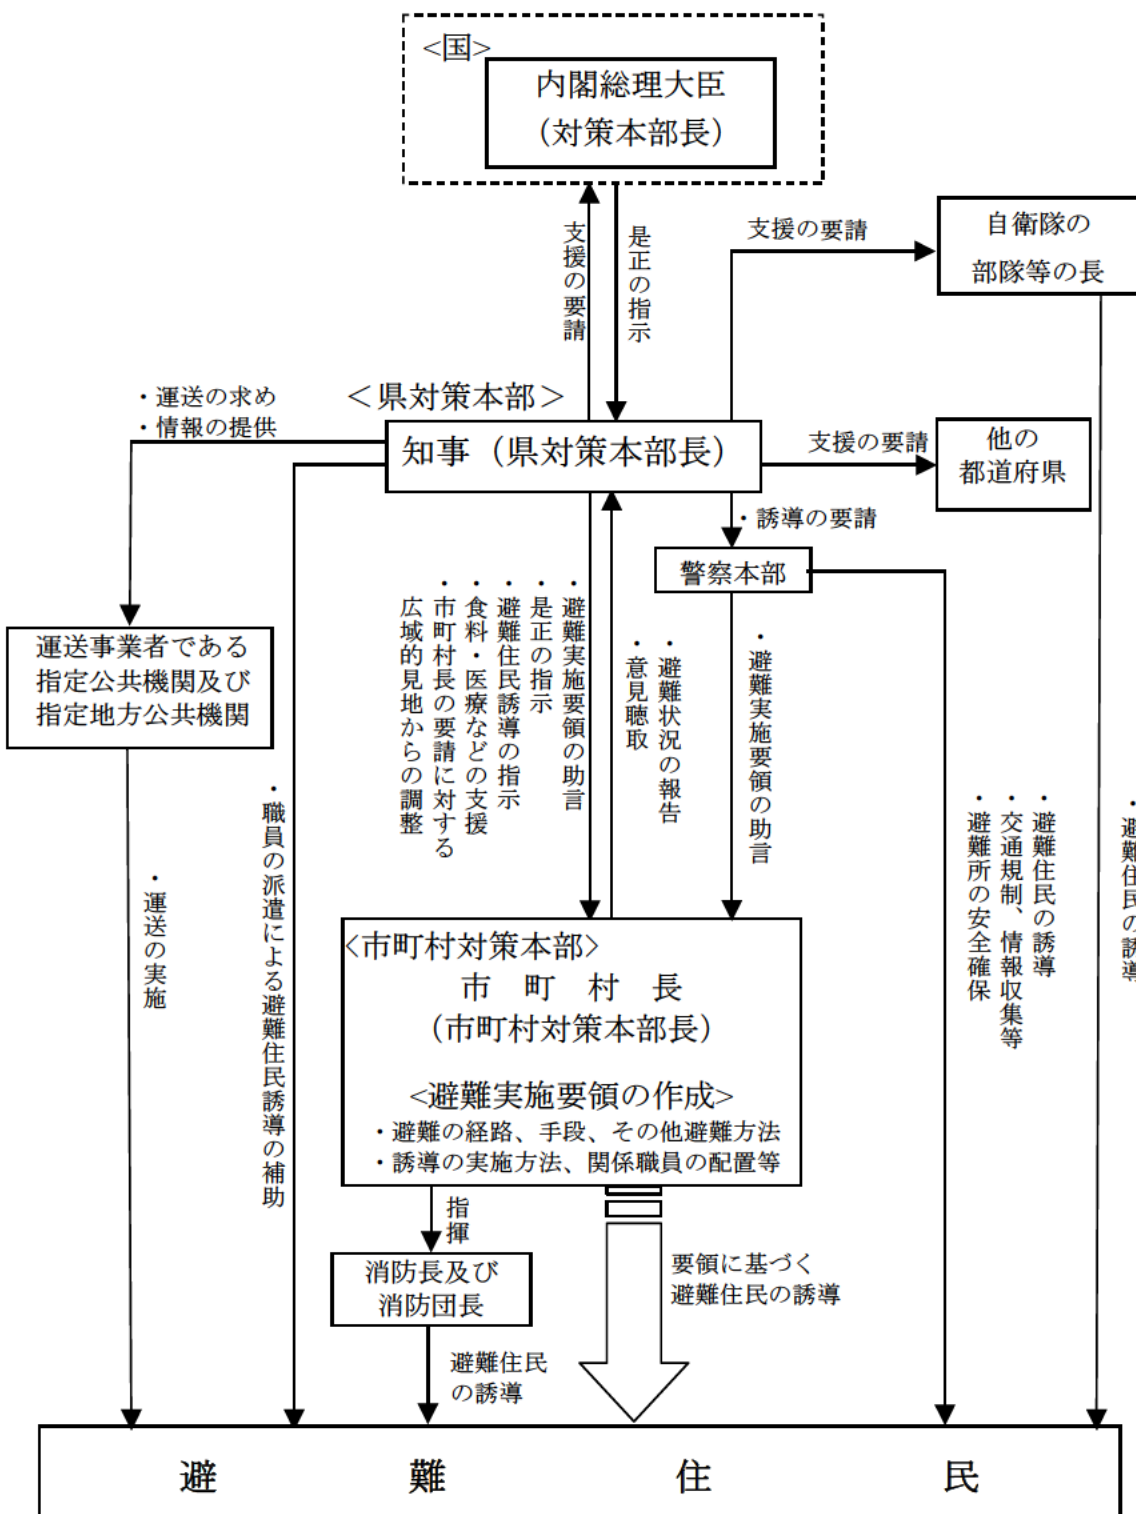 <国>
内閣総理大臣
（対策本部長）
支援の要請
是正の指示
支援の要請
自衛隊の
部隊等の長
・運送の求め
・情報の提供
＜県対策本部＞
知事（県対策本部長）
支援の要請
他の
都道府県
・誘導の要請
警察本部
運送事業者である
指定公共機関及び
指定地方公共機関
・避難実施要領の助言
・是正の指示
・避難住民誘導の指示
・食料・医療などの支援
・市町村長の要請に対する
広域的見地からの調整
・避難状況の報告
・意見聴取
・避難実施要領の助言
・避難住民の誘導
・交通規制、情報収集等
・避難所の安全確保
・避難住民の誘導
・職員の派遣による避難住民誘導の補助
・運送の実施
<市町村対策本部>
市　町　村　長
（市町村対策本部長）
<避難実施要領の作成>
・避難の経路、手段、その他避難方法
・誘導の実施方法、関係職員の配置等
指揮
消防長及び
消防団長
要領に基づく
避難住民の誘導
避難住民
の誘導
避　難　住　民